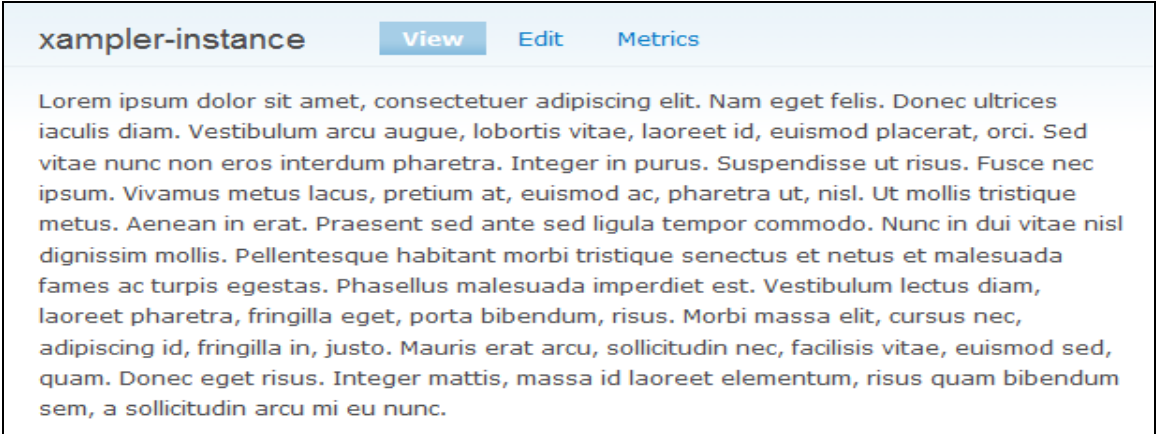 xampler-instance View Edit Metrics
Lorem ipsum dolor sit amet, consectetuer adipiscing elit. Nam eget felis. Donec ultrices
iaculis diam. Vestibulum arcu augue, lobortis vitae, laoreet id, euismod placerat, orci. Sed
vitae nunc non eros interdum pharetra. Integer in purus. Suspendisse ut risus. Fusce nec
ipsum. Vivamus metus lacus, pretium at, euismod ac, pharetra ut, nisl. Ut mollis tristique
metus. Aenean in erat. Praesent sed ante sed ligula tempor commodo. Nunc in dui vitae nisl
dignissim mollis. Pellentesque habitant morbi tristique senectus et netus et malesuada
fames ac turpis egestas. Phasellus malesuada imperdiet est. Vestibulum lectus diam,
laoreet pharetra, fringilla eget, porta bibendum, risus. Morbi massa elit, cursus nec,
adipiscing id, fringilla in, justo. Mauris erat arcu, sollicitudin nec, facilisis vitae, euismod sed,
quam. Donec eget risus. Integer mattis, massa id laoreet elementum, risus quam bibendum
sem, a sollicitudin arcu mi eu nunc.